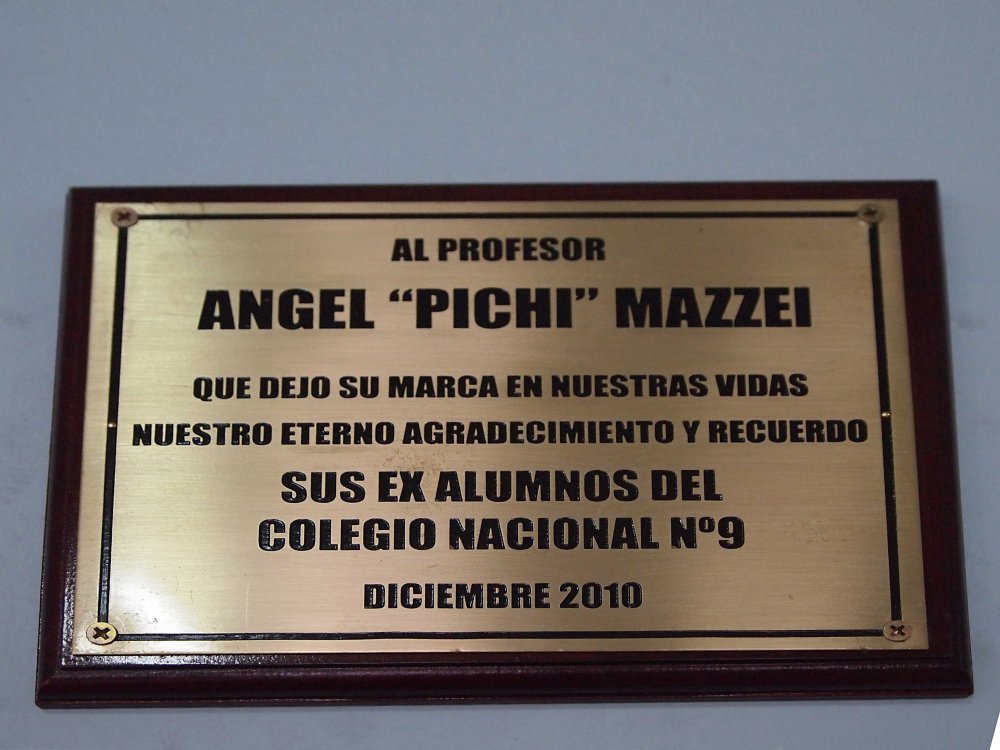 AL PROFESOR
ANGEL “PICHI” MAZZEI
QUE DEJO SU MARCA EN NUESTRAS VIDAS
NUESTRO ETERNO AGRADECIMIENTO Y RECUERDO
SUS EX ALUMNOS DEL
COLEGIO NACIONAL Nº9
DICIEMBRE 2010